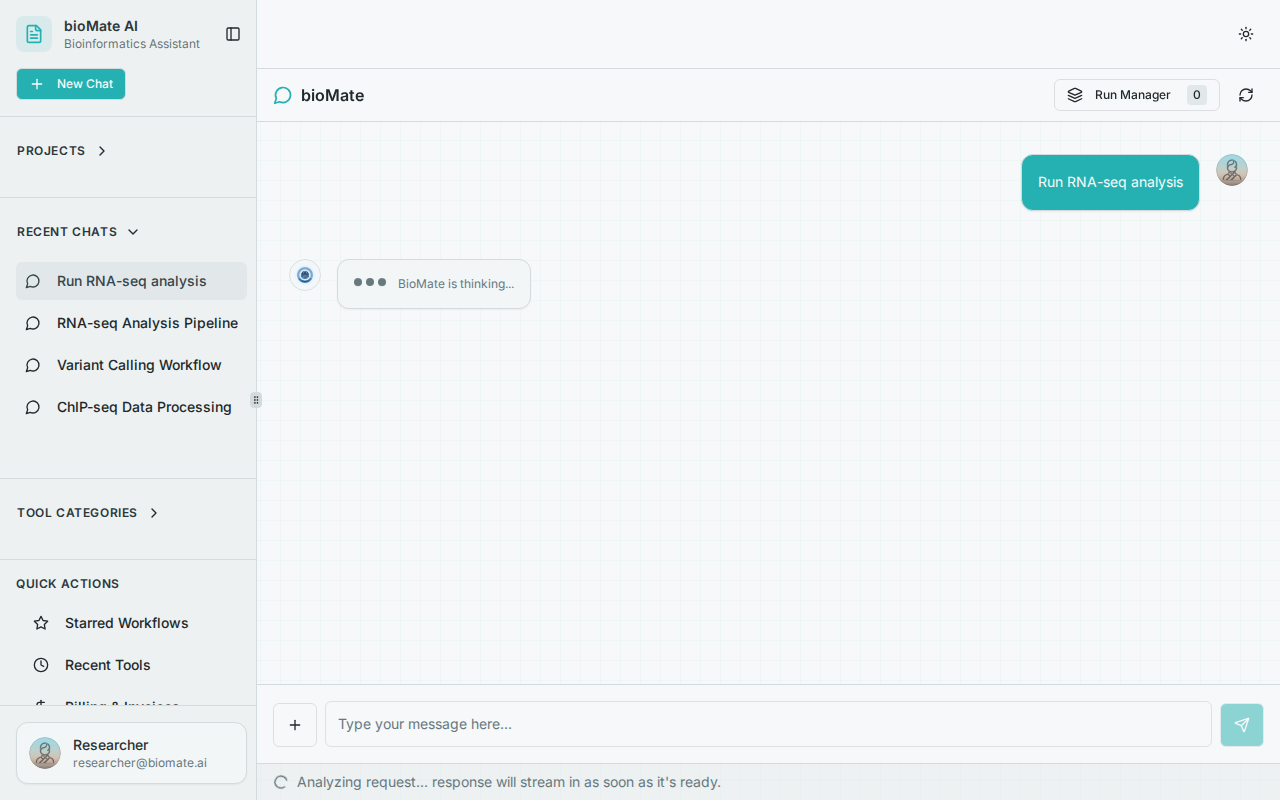 bioMate AI
Bioinformatics Assistant
New Chat
PROJECTS
RECENT CHATS
Run RNA-seq analysis
RNA-seq Analysis Pipeline
Variant Calling Workflow
ChIP-seq Data Processing
TOOL CATEGORIES
QUICK ACTIONS
Starred Workflows
Recent Tools
Billing & Invoices
Researcher
researcher@biomate.ai
bioMate
Run Manager 0
Run RNA-seq analysis
BioMate is thinking...
Type your message here...
Analyzing request... response will stream in as soon as it's ready.